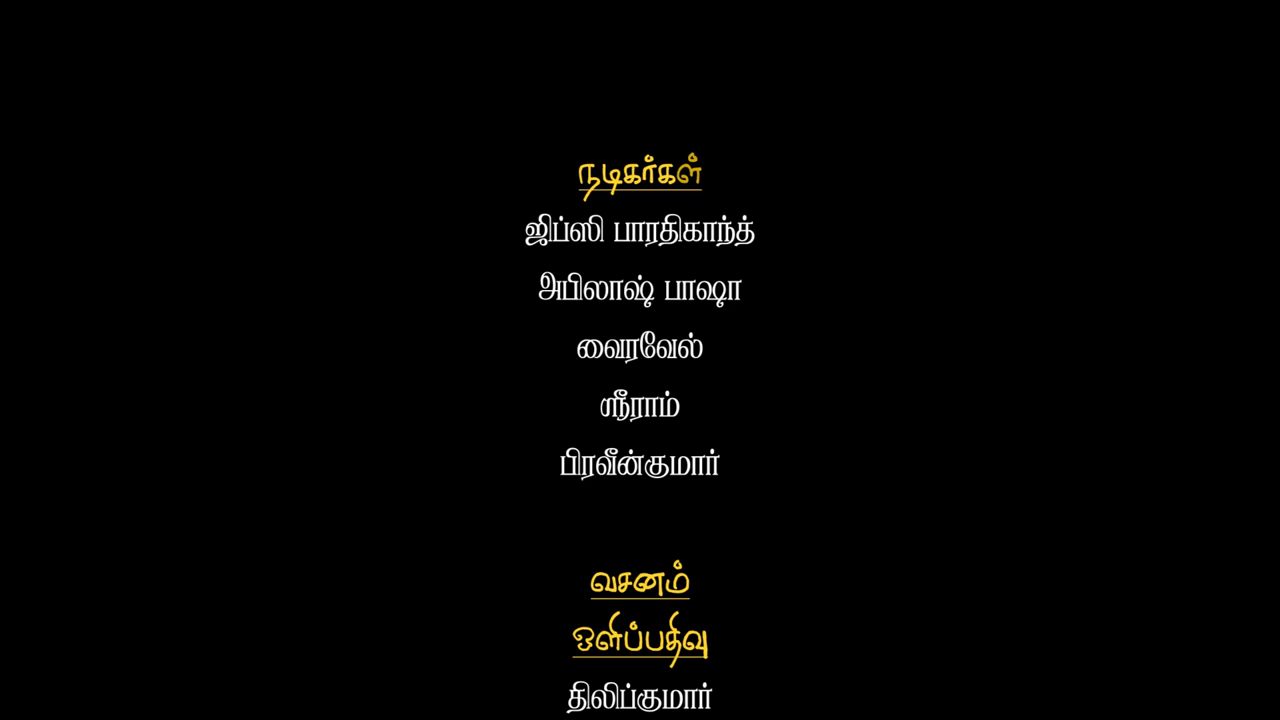 நடிகர்கள்
ஜிப்ஸி பாரதிகாந்த்
அபிலாஷ் பாஷா
வைரவேல்
ஸ்ரீராம்
பிரவீன்குமார்
வசனம்
ஒளிப்பதிவு
திலிப்குமார்